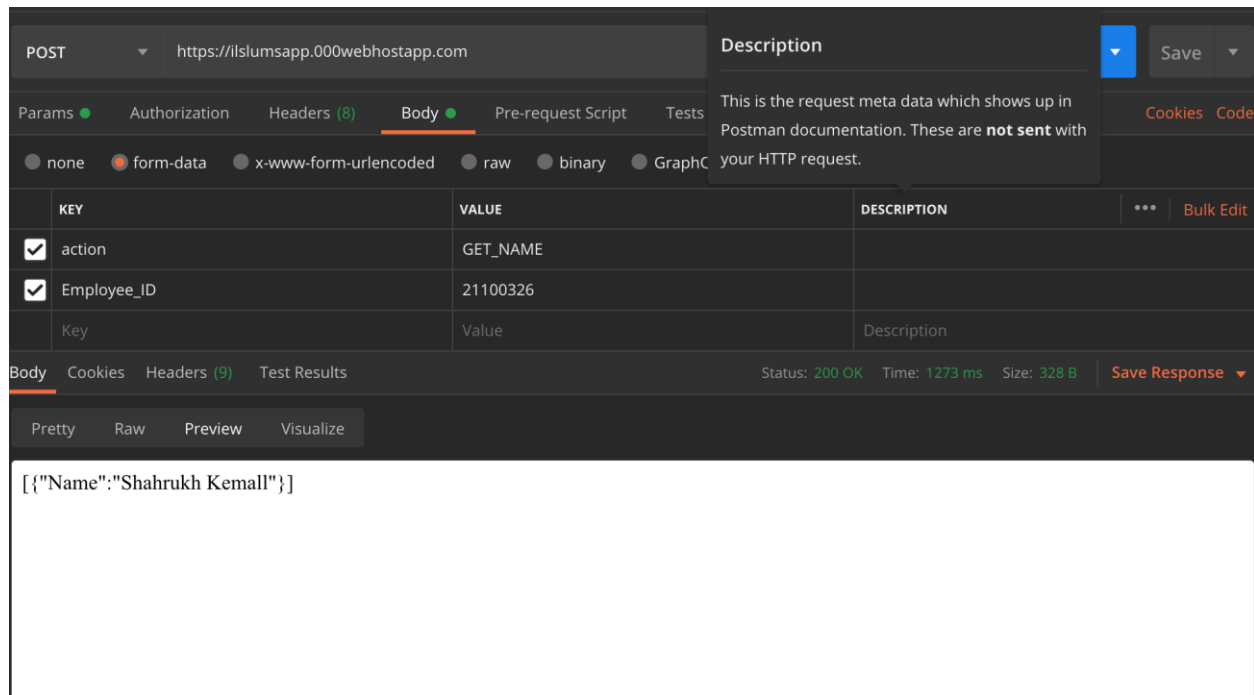 POST https://ilslumsapp.000webhostapp.com Description Save
This is the request meta data which shows up in
Postman documentation. These are not sent with
your HTTP request.
Params Authorization Headers (8) Body Pre-request Script Tests Cookies Code
none form-data x-www-form-urlencoded raw binary GraphC
KEY VALUE DESCRIPTION ••• Bulk Edit
action GET_NAME
Employee_ID 21100326
Key Value Description
Body Cookies Headers (9) Test Results Status: 200 OK Time: 1273 ms Size: 328 B Save Response
Pretty Raw Preview Visualize
[{"Name":"Shahrukh Kemall"}]